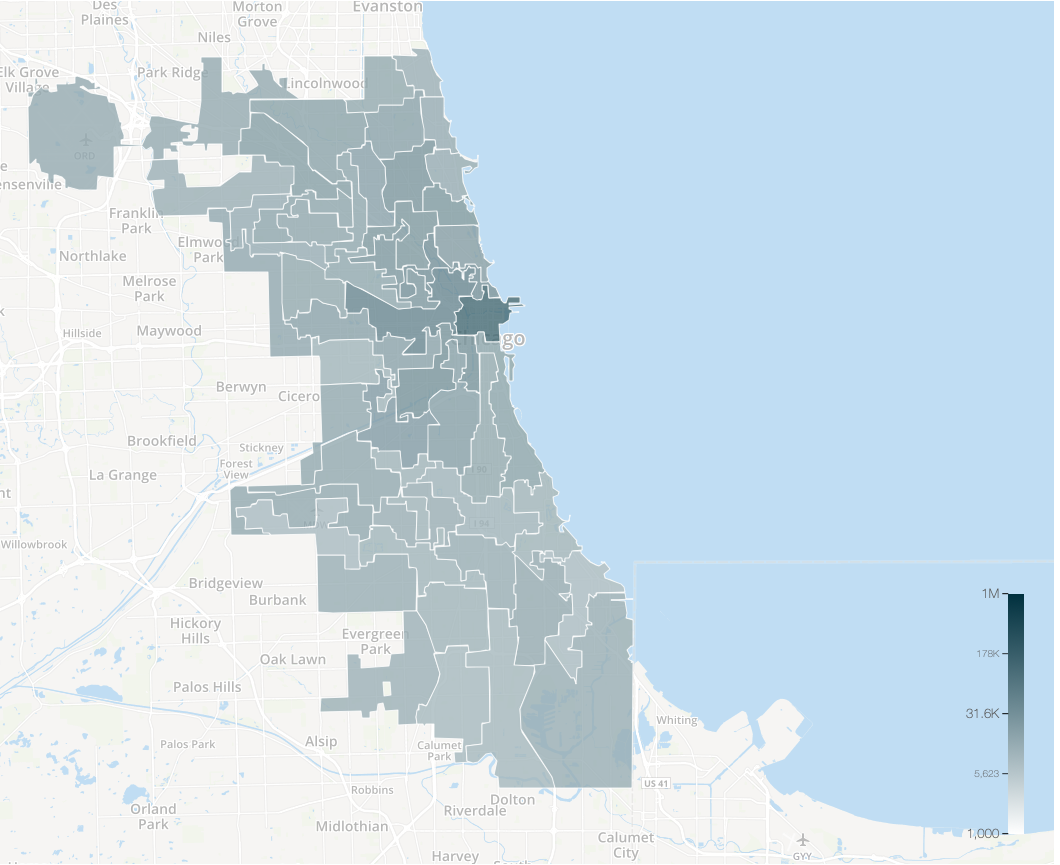 Des
Plaines
Morton
Grove
Evanston
Niles
Elk Grove
Village
Park Ridge
Lincolnwood
ORD
Franklin
Park
Elmwo
Park
Northlake
Melrose
Park
Hillside
Maywood
go
Berwyn
Cicero
Brookfield
Stickney
Forest
View
La Grange
90
I 94
Willowbrook
Bridgeview
Burbank
1M
178K
31.6K
5,623
1,000
Hickory
Hills
Evergreen
Park
Oak Lawn
Palos Hills
Whiting
Palos Park
Alsip
Calumet
Park
US 41
Robbins
Orland
Park
Dolton
Riverdale
Midlothian
Calumet
City
GYY
Harvey